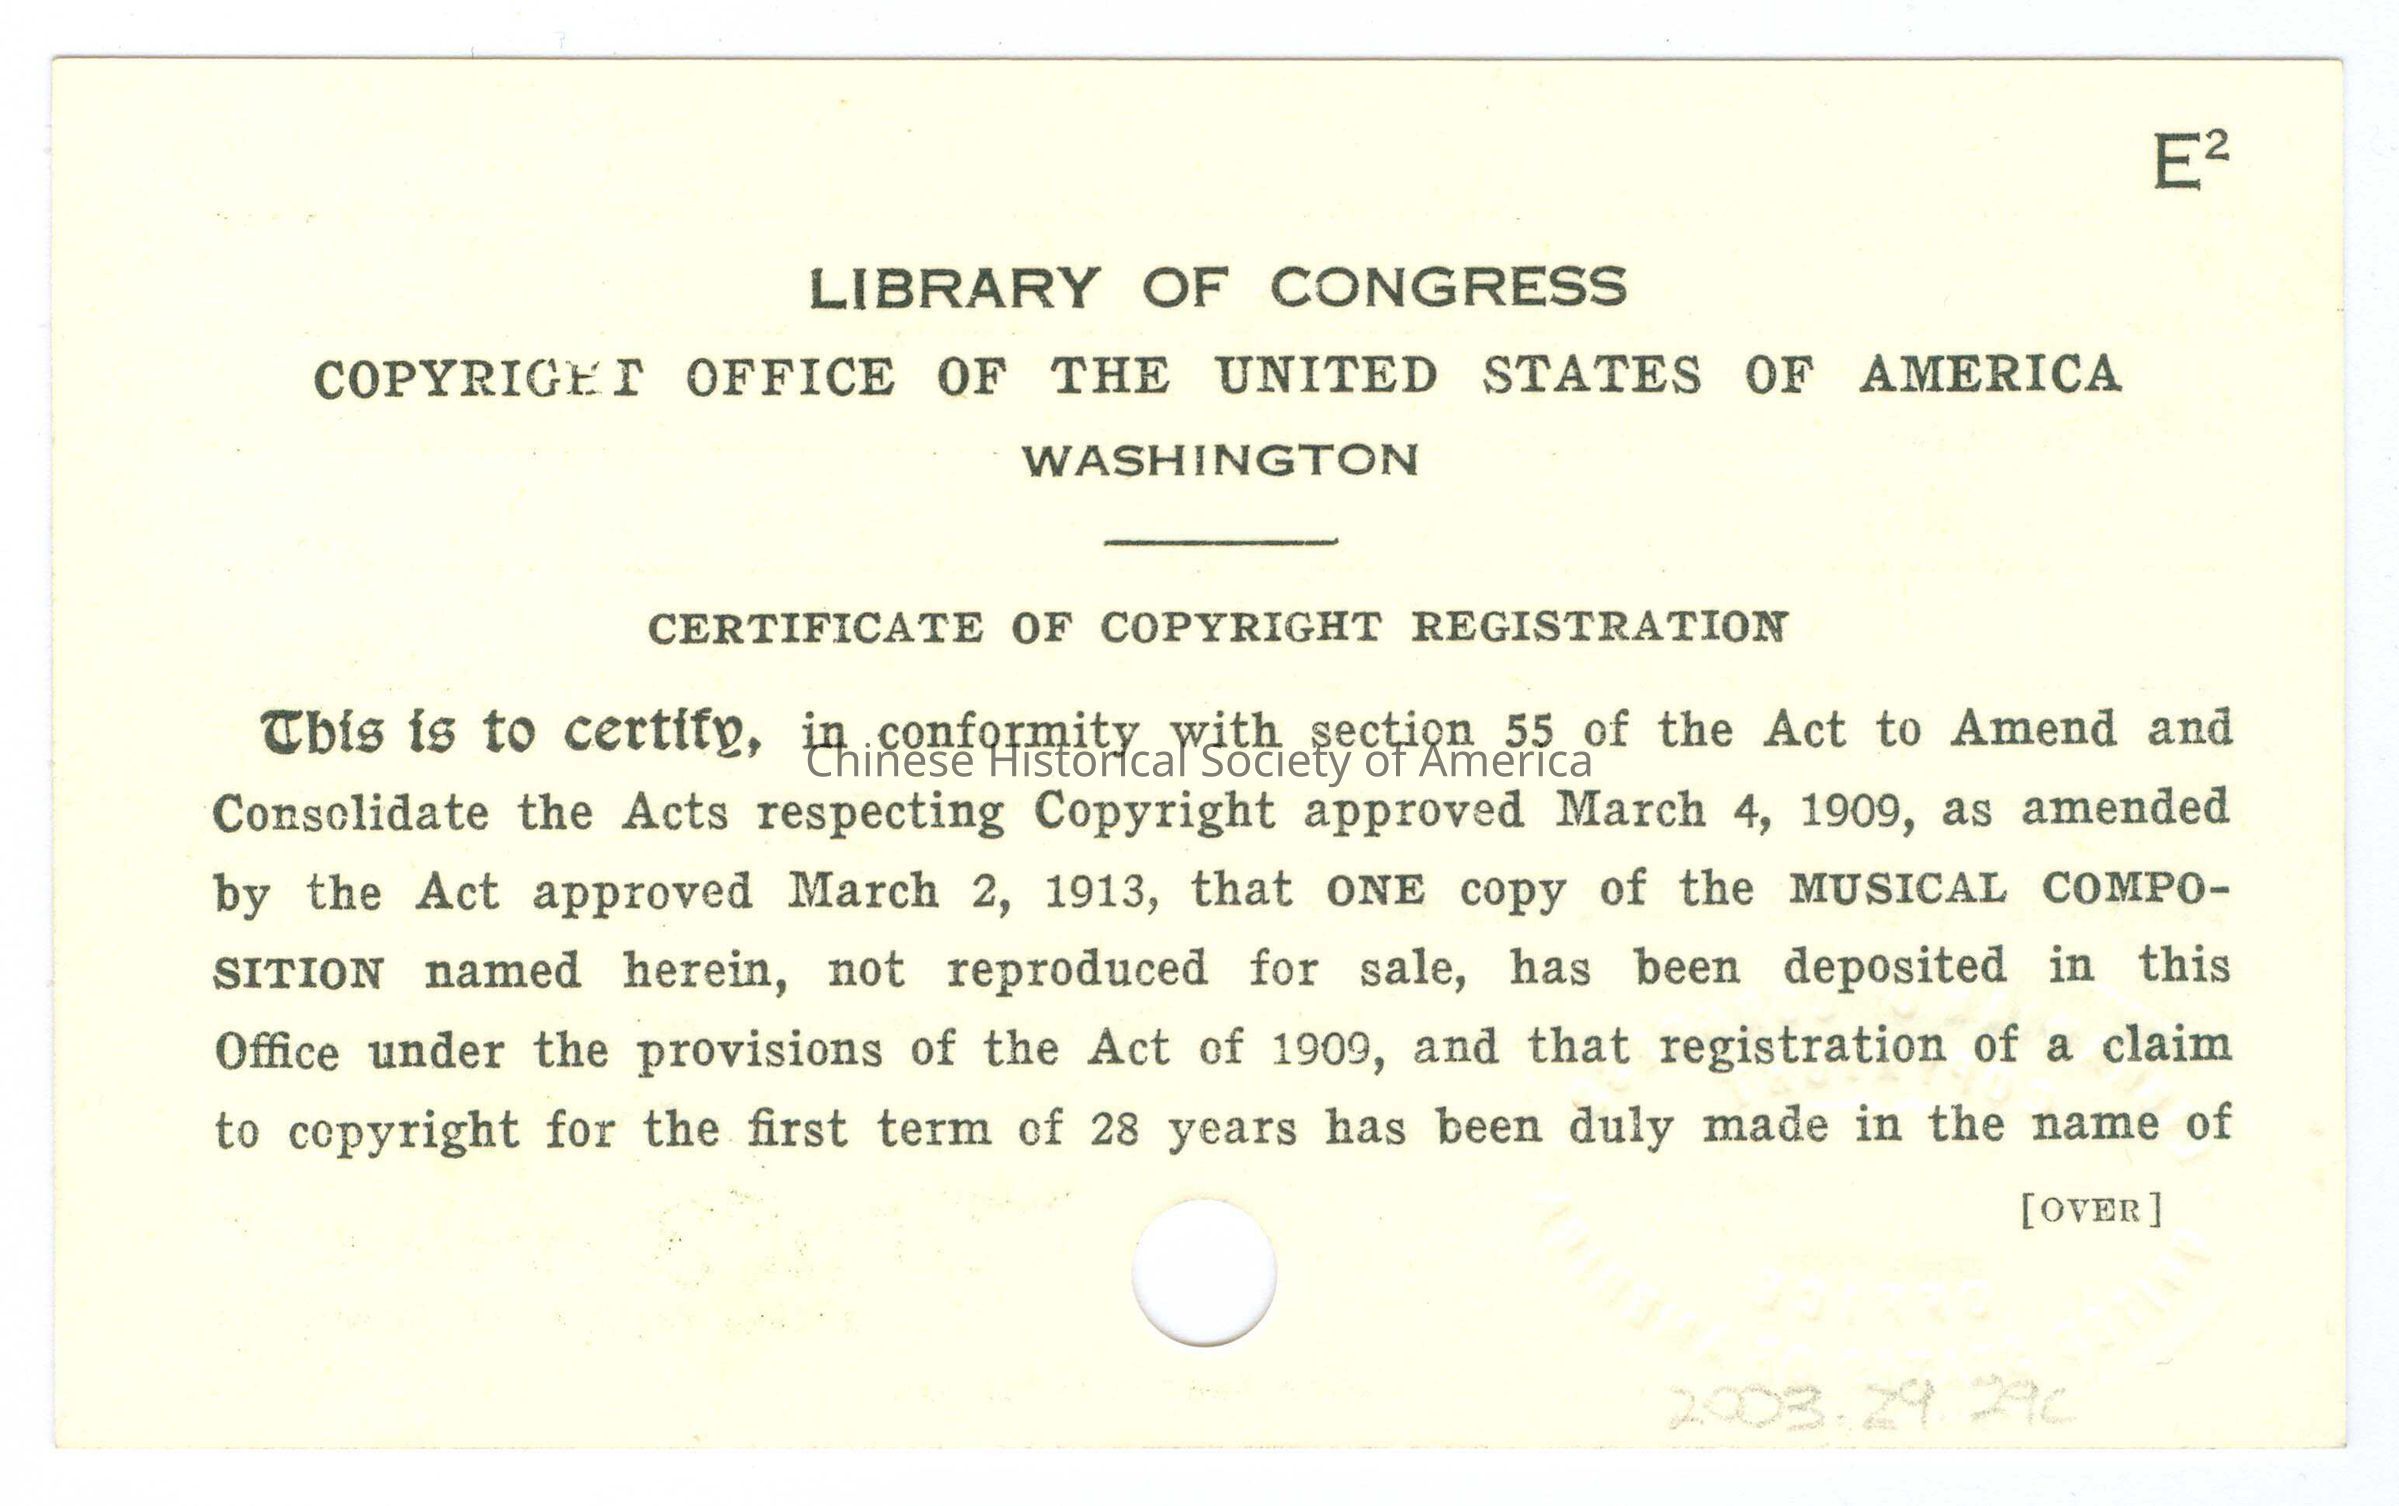 E²
LIBRARY OF CONGRESS
COPYRIGHT OFFICE OF THE UNITED STATES OF AMERICA
WASHINGTON
CERTIFICATE OF COPYRIGHT REGISTRATION
This is to certify, in conformity with section 55 of the Act to Amend and
Chinese Historical Society of America
Consolidate the Acts respecting Copyright approved March 4, 1909, as amended
by the Act approved March 2, 1913, that ONE copy of the MUSICAL COMPO-
SITION named herein, not reproduced for sale, has been deposited in this
Office under the provisions of the Act of 1909, and that registration of a claim
to copyright for the first term of 28 years has been duly made in the name of
[OVER]
2003.29.29c